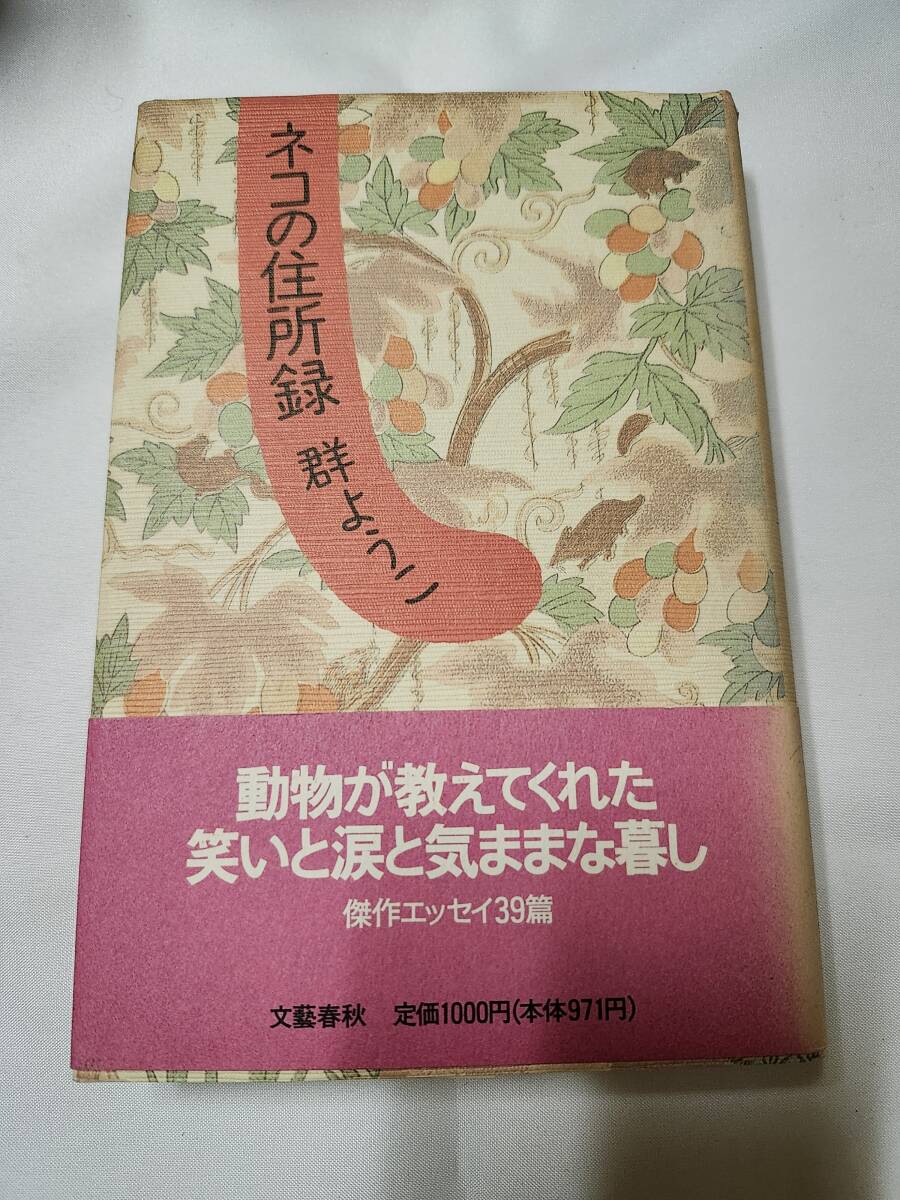 ネコの住所録
群ようこ
動物が教えてくれた
笑いと涙と気ままな暮し
傑作エッセイ39篇
文藝春秋 定価1000円(本体971円)